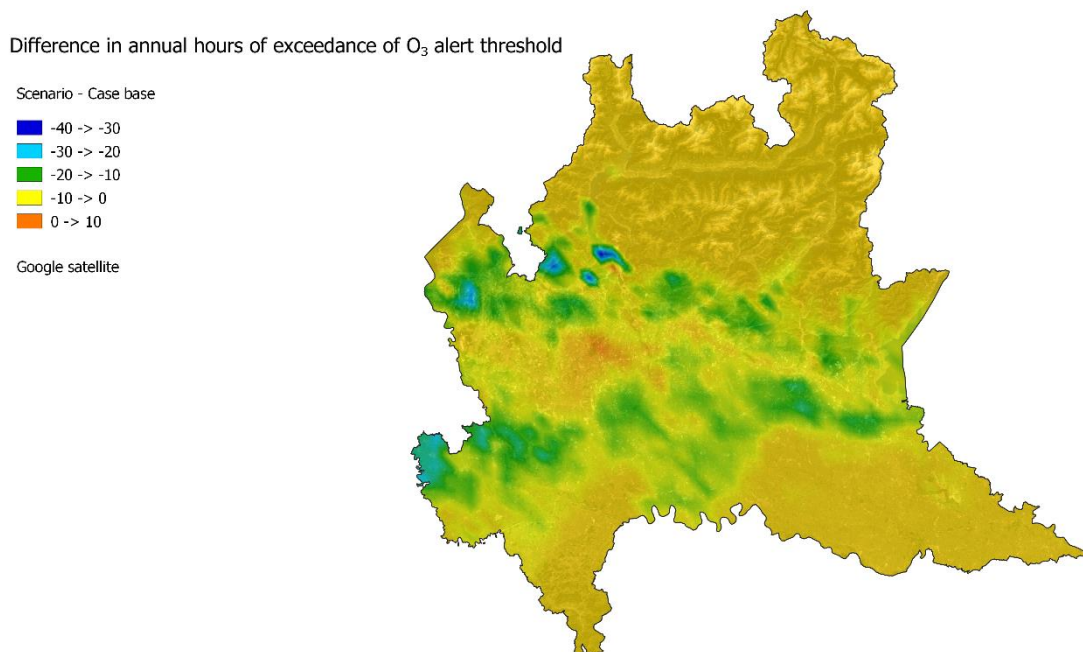 Difference in annual hours of exceedance of O₃ alert threshold
Scenario - Case base
-40 -> -30
-30 -> -20
-20 -> -10
-10 -> 0
0 -> 10
Google satellite